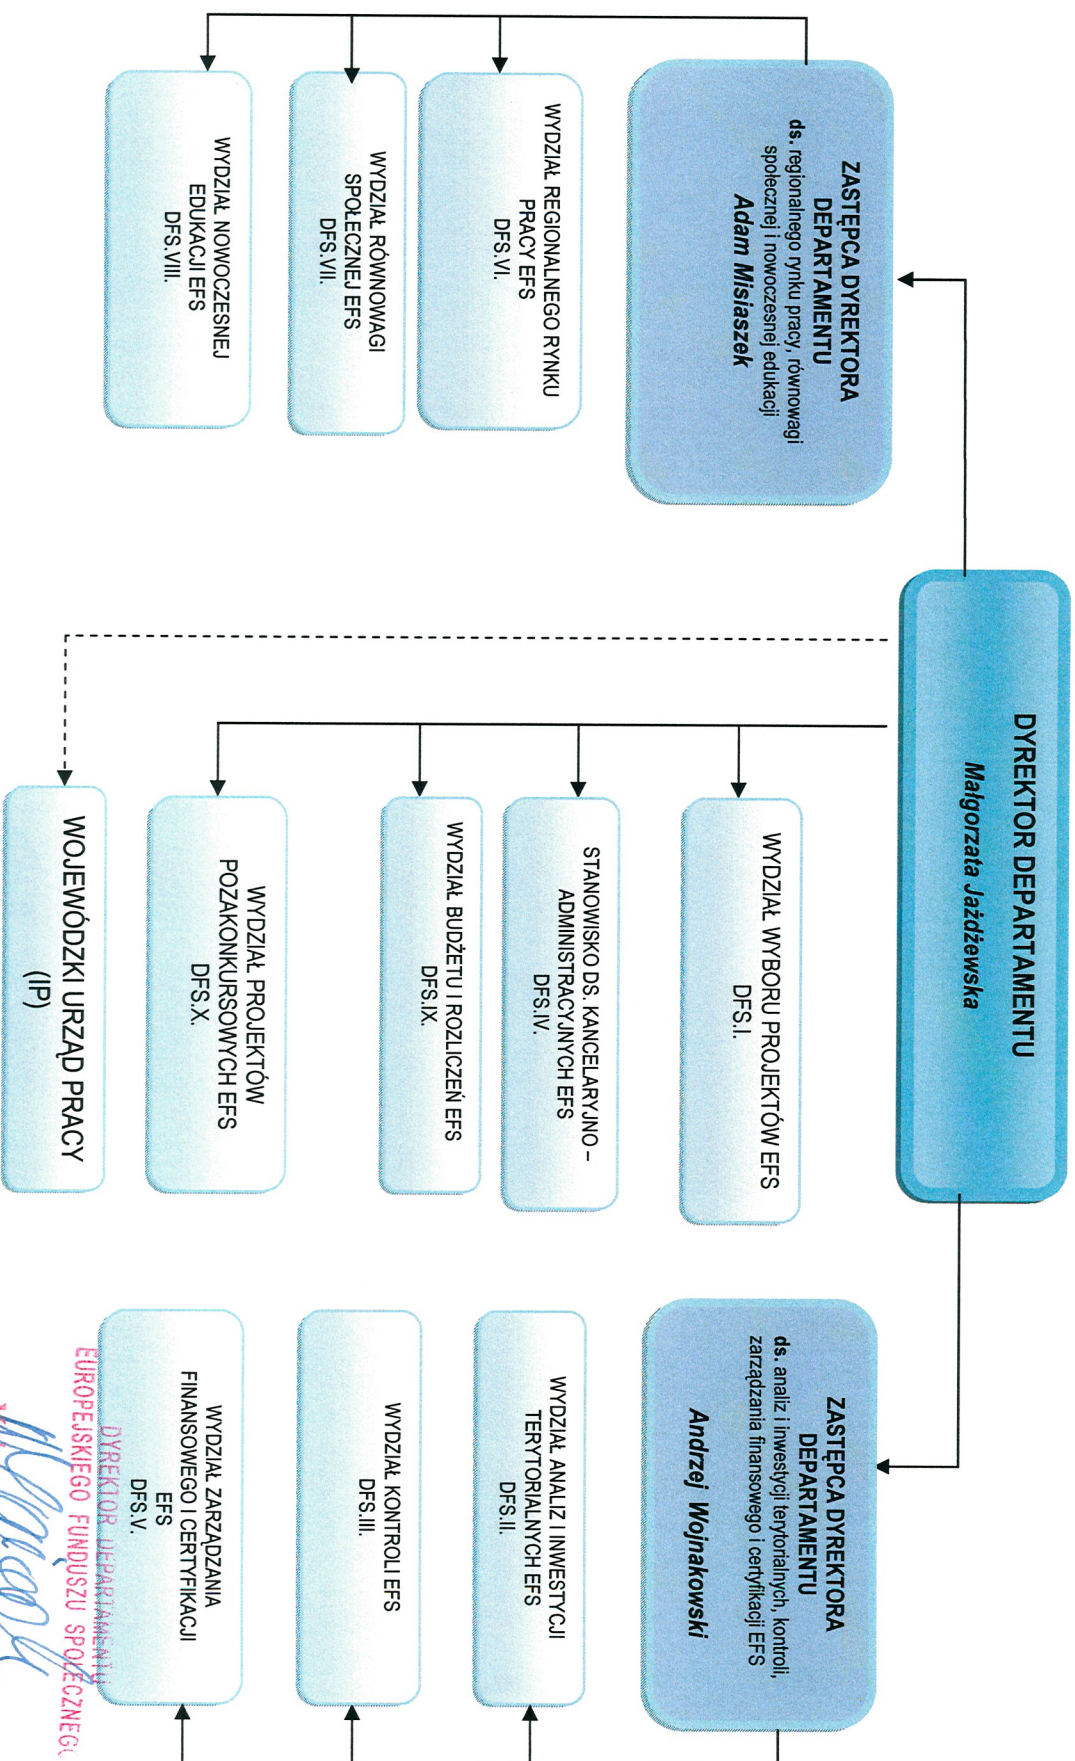 DYREKTOR DEPARTAMENTU
Małgorzata Jażdżewska
ZASTĘPCA DYREKTORA
DEPARTAMENTU
ds. regionalnego rynku pracy, równowagi
społecznej i nowoczesnej edukacji
Adam Misiaszek
WYDZIAŁ REGIONALNEGO RYNKU
PRACY EFS
DFS.VI.
WYDZIAŁ RÓWNOWAGI
SPOŁECZNEJ EFS
DFS.VII.
WYDZIAŁ NOWOCZESNEJ
EDUKACJI EFS
DFS.VIII.
WYDZIAŁ WYBORU PROJEKTÓW EFS
DFS.I.
STANOWISKO DS. KANCELARYJNO –
ADMINISTRACYJNYCH EFS
DFS.IV.
WYDZIAŁ BUDŻETU I ROZLICZEŃ EFS
DFS.IX.
WYDZIAŁ PROJEKTÓW
POZAKONKURSOWYCH EFS
DFS.X.
WOJEWÓDZKI URZĄD PRACY
(IP)
ZASTĘPCA DYREKTORA
DEPARTAMENTU
ds. analiz i inwestycji terytorialnych, kontroli,
zarządzania finansowego i certyfikacji EFS
Andrzej Wojnakowski
WYDZIAŁ ANALIZ I INWESTYCJI
TERYTORIALNYCH EFS
DFS.II.
WYDZIAŁ KONTROLI EFS
DFS.III.
WYDZIAŁ ZARZĄDZANIA
FINANSOWEGO I CERTYFIKACJI
EFS
DFS.V.
DYREKTOR DEPARTAMENTU
EUROPEJSKIEGO FUNDUSZU SPOŁECZNEGO